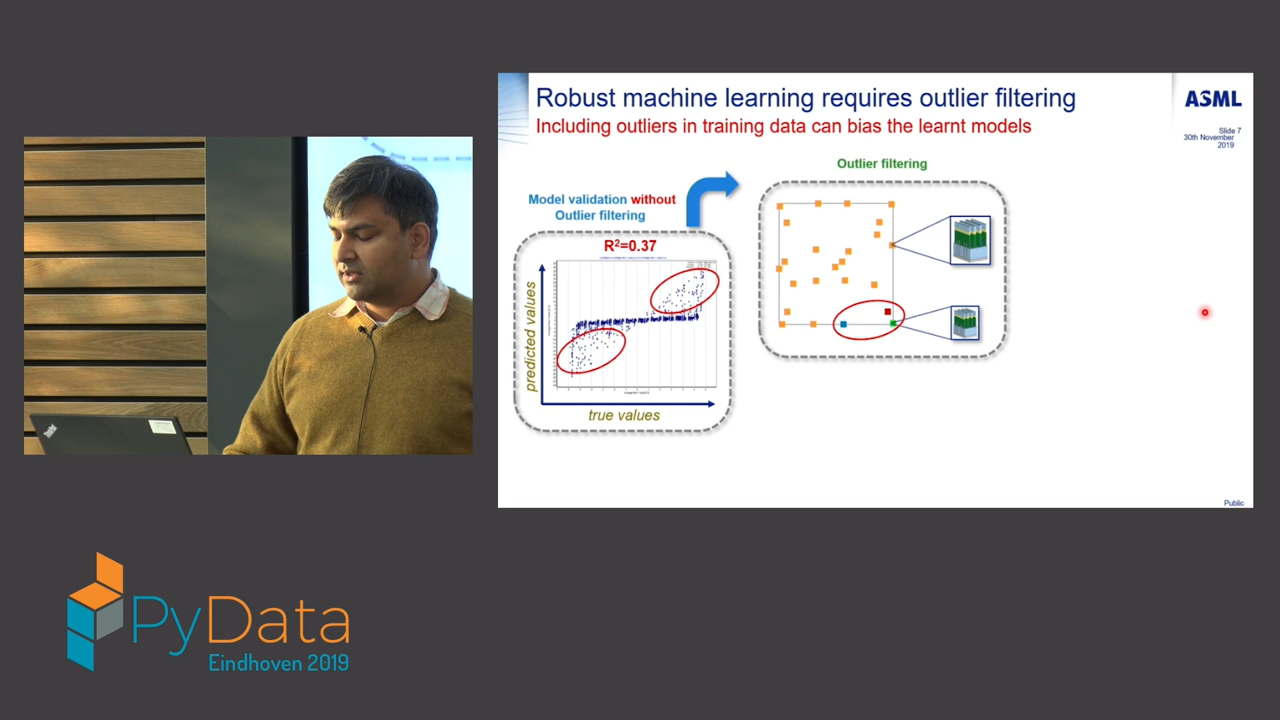 Robust machine learning requires outlier filtering
Including outliers in training data can bias the learnt models
ASML
Slide 7
30th November
2019
Outlier filtering
Model validation without
Outlier filtering
R²=0.37
predicted values
true values
Public
PyData
Eindhoven 2019